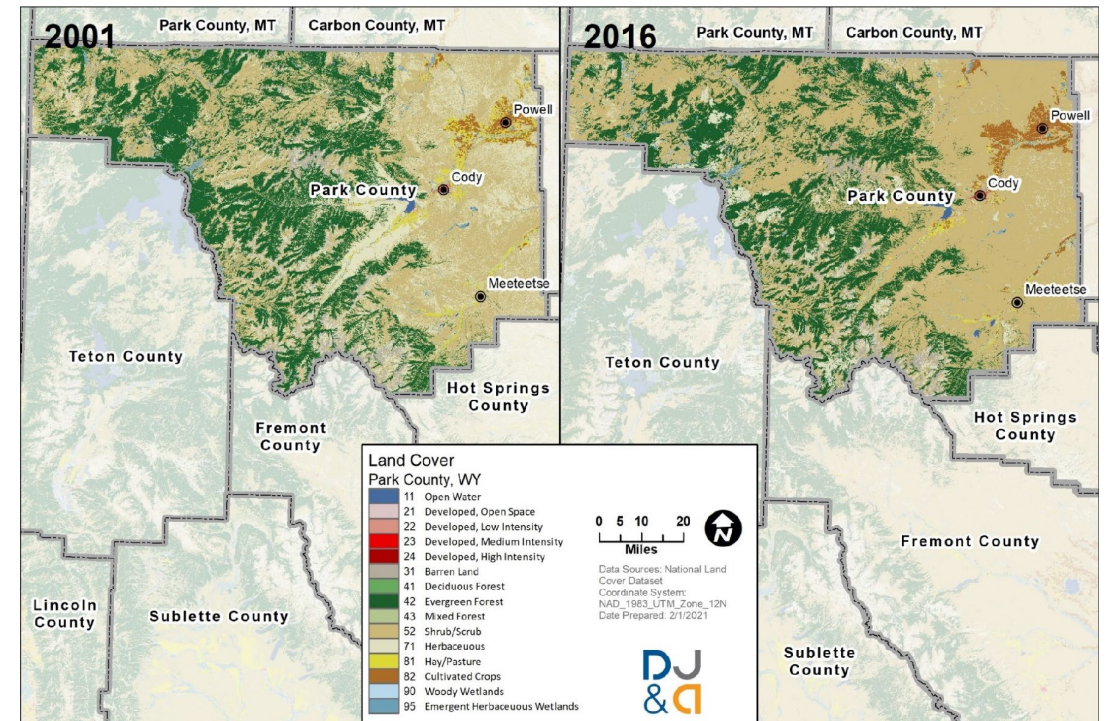 2001
Park County, MT
Carbon County, MT
Powell
Cody
Park County
Meeteetse
Teton County
Hot Springs
County
Fremont
County
Lincoln
County
Sublette County
2016
Park County, MT
Carbon County, MT
Powell
Cody
Park County
Meeteetse
Teton County
Hot Springs
County
Fremont County
Sublette
County
Land Cover
Park County, WY
11 Open Water
21 Developed, Open Space
22 Developed, Low Intensity
23 Developed, Medium Intensity
24 Developed, High Intensity
31 Barren Land
41 Deciduous Forest
42 Evergreen Forest
43 Mixed Forest
52 Shrub/Scrub
71 Herbaceous
81 Hay/Pasture
82 Cultivated Crops
90 Woody Wetlands
95 Emergent Herbaceuous Wetlands
0 5 10 20
Miles
N
Data Sources: National Land
Cover Dataset
Coordinate System:
NAD_1983_UTM_Zone_12N
Date Prepared: 2/1/2021
DJ
&a